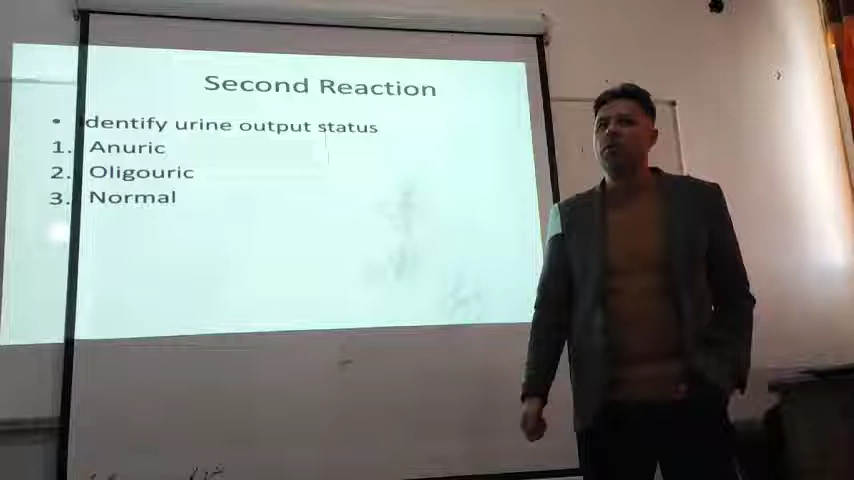 Second Reaction
• Identify urine output status
1. Anuric
2. Oligouric
3. Normal